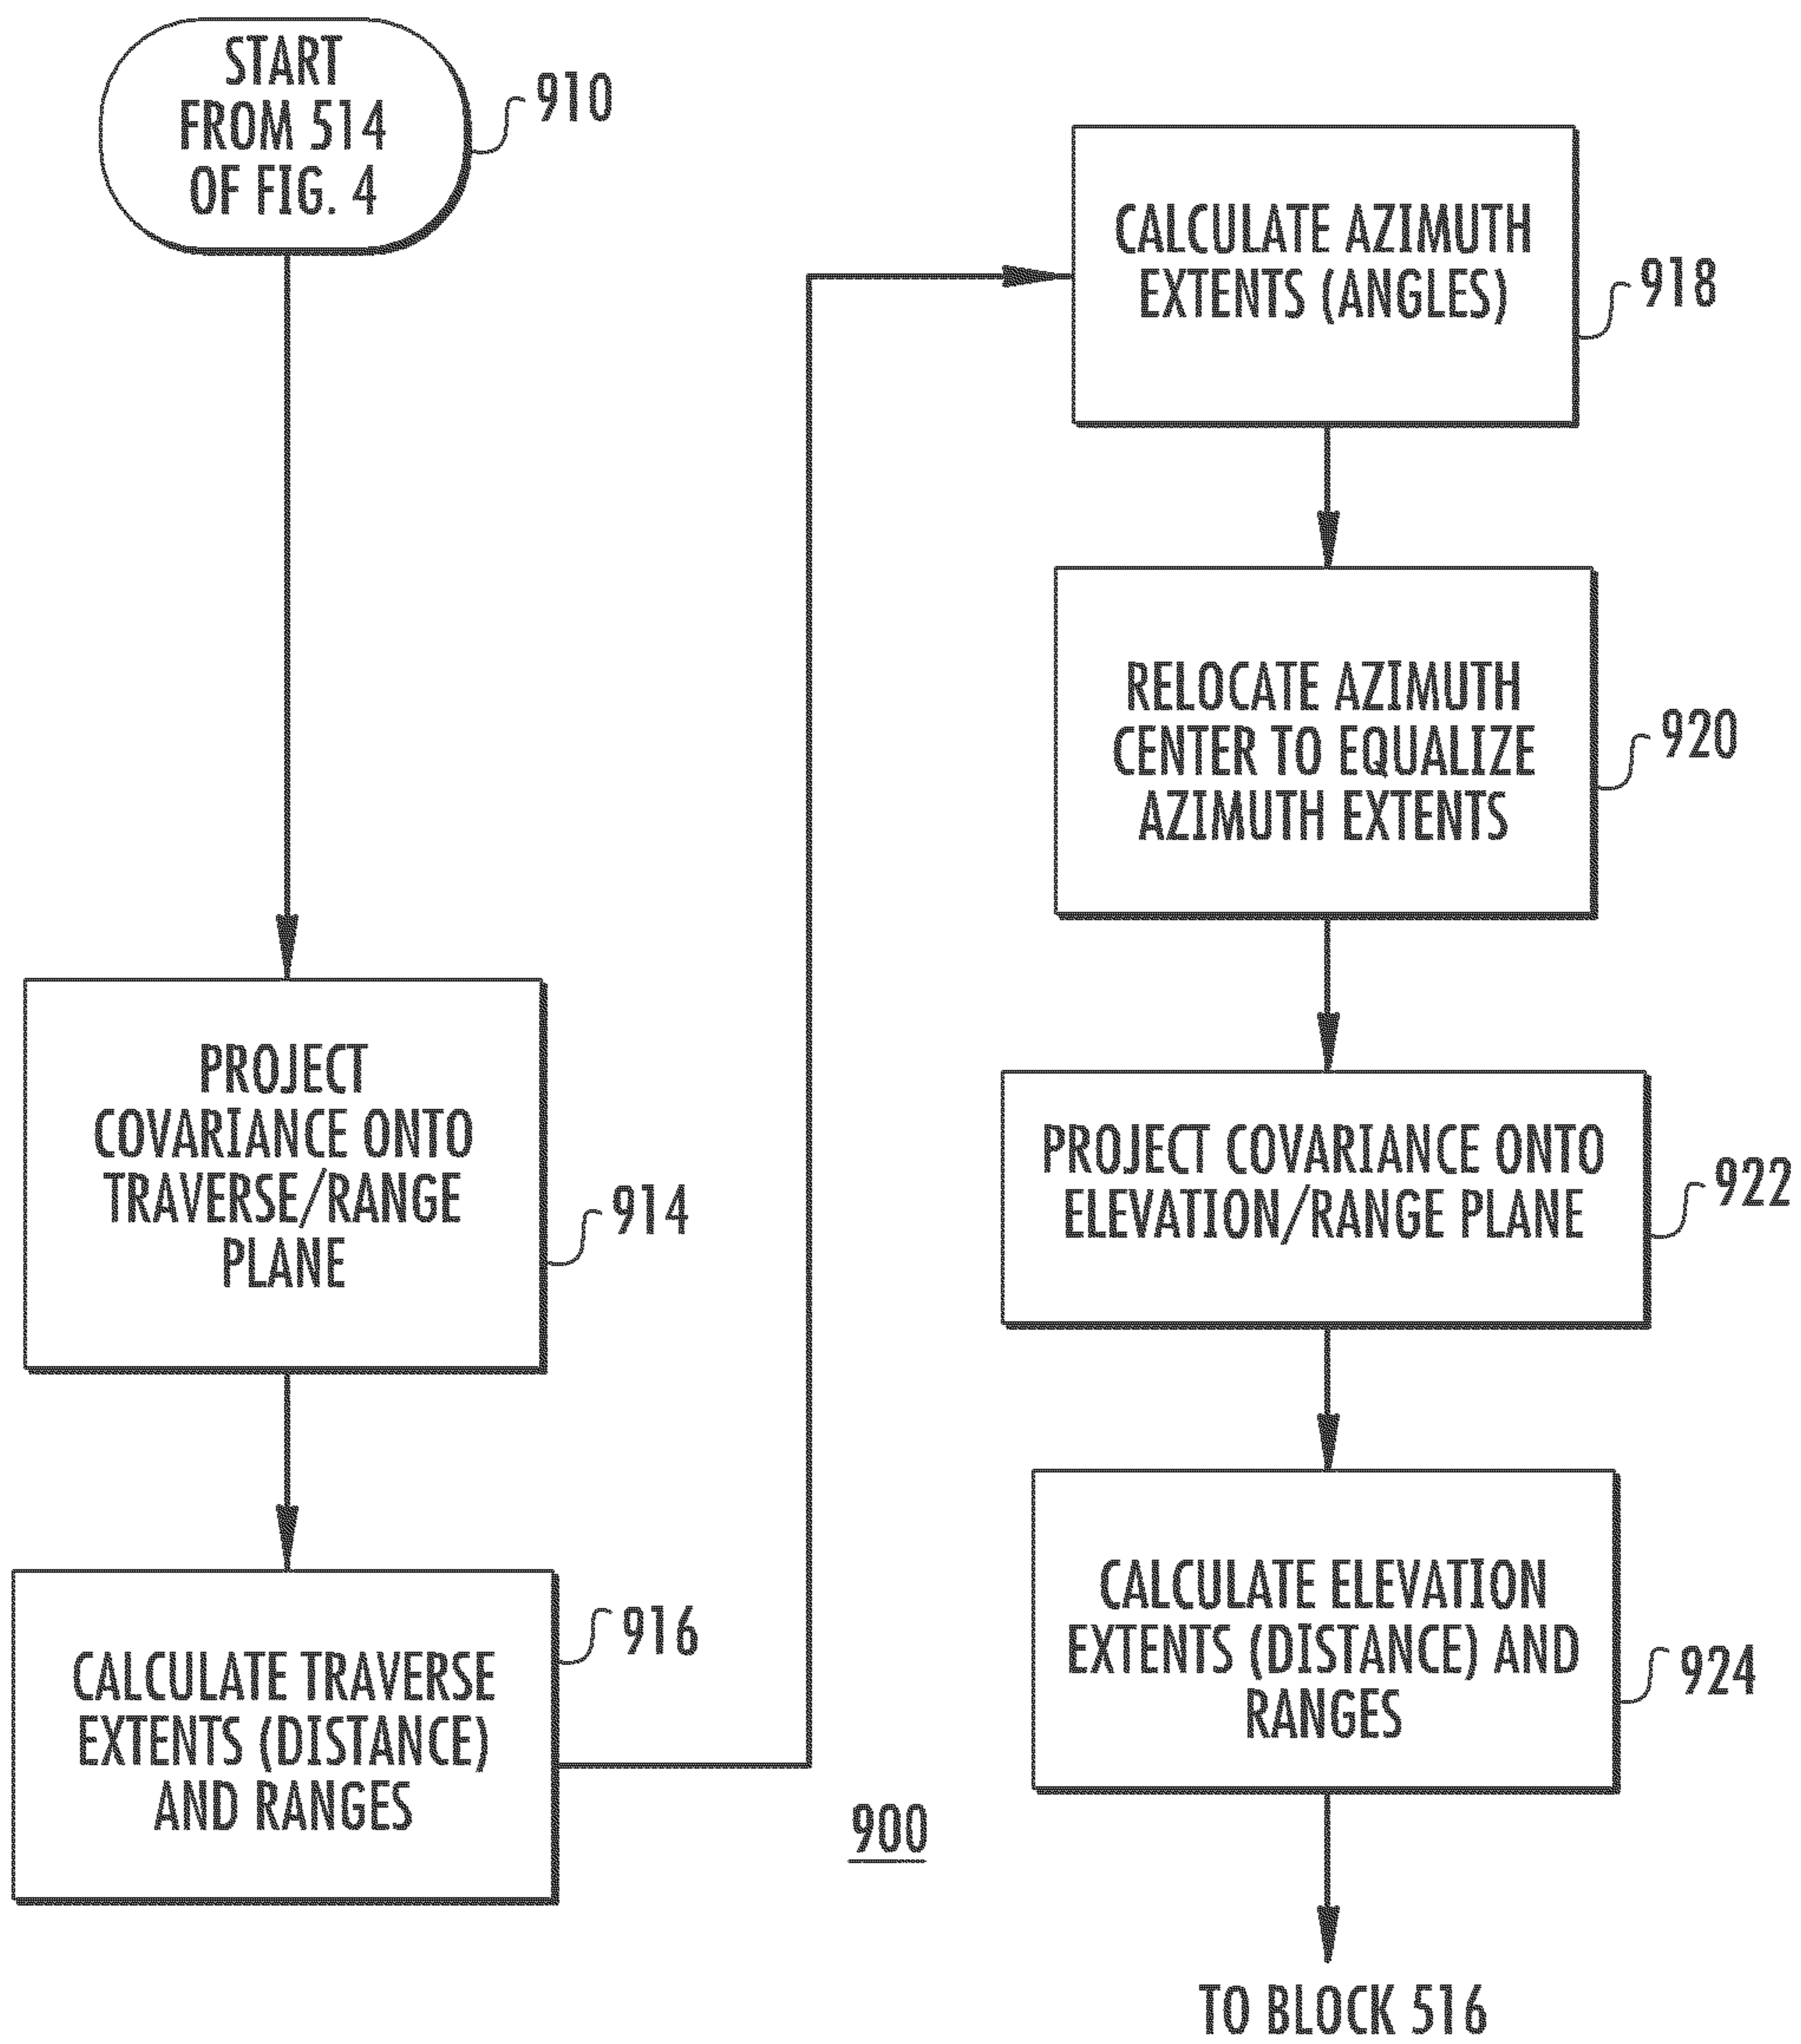 START
FROM 514
OF FIG. 4
910
PROJECT
COVARIANCE ONTO
TRAVERSE/RANGE
PLANE
914
CALCULATE TRAVERSE
EXTENTS (DISTANCE)
AND RANGES
916
CALCULATE AZIMUTH
EXTENTS (ANGLES)
918
RELOCATE AZIMUTH
CENTER TO EQUALIZE
AZIMUTH EXTENTS
920
PROJECT COVARIANCE ONTO
ELEVATION/RANGE PLANE
922
CALCULATE ELEVATION
EXTENTS (DISTANCE) AND
RANGES
924
TO BLOCK 516
900